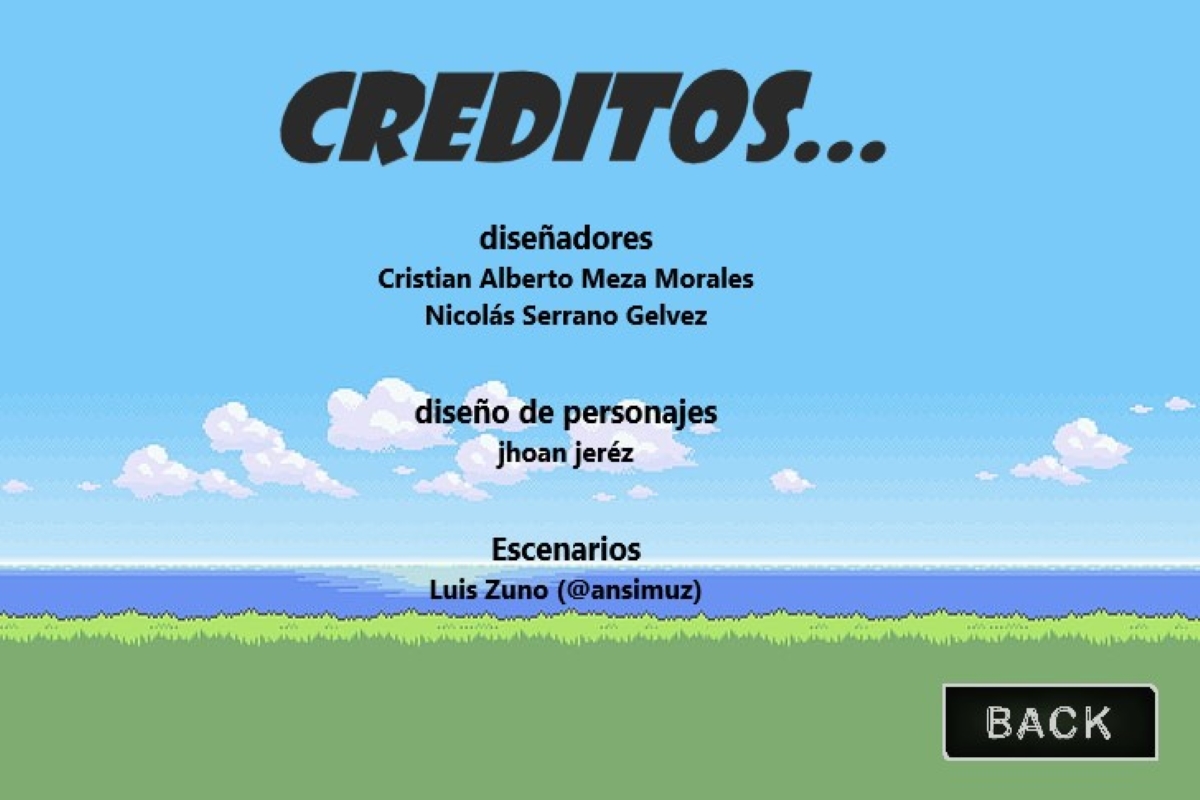 CREDITOS...
diseñadores
Cristian Alberto Meza Morales
Nicolás Serrano Gelvez
diseño de personajes
jhoan jeréz
Escenarios
Luis Zuno (@ansimuz)
BACK